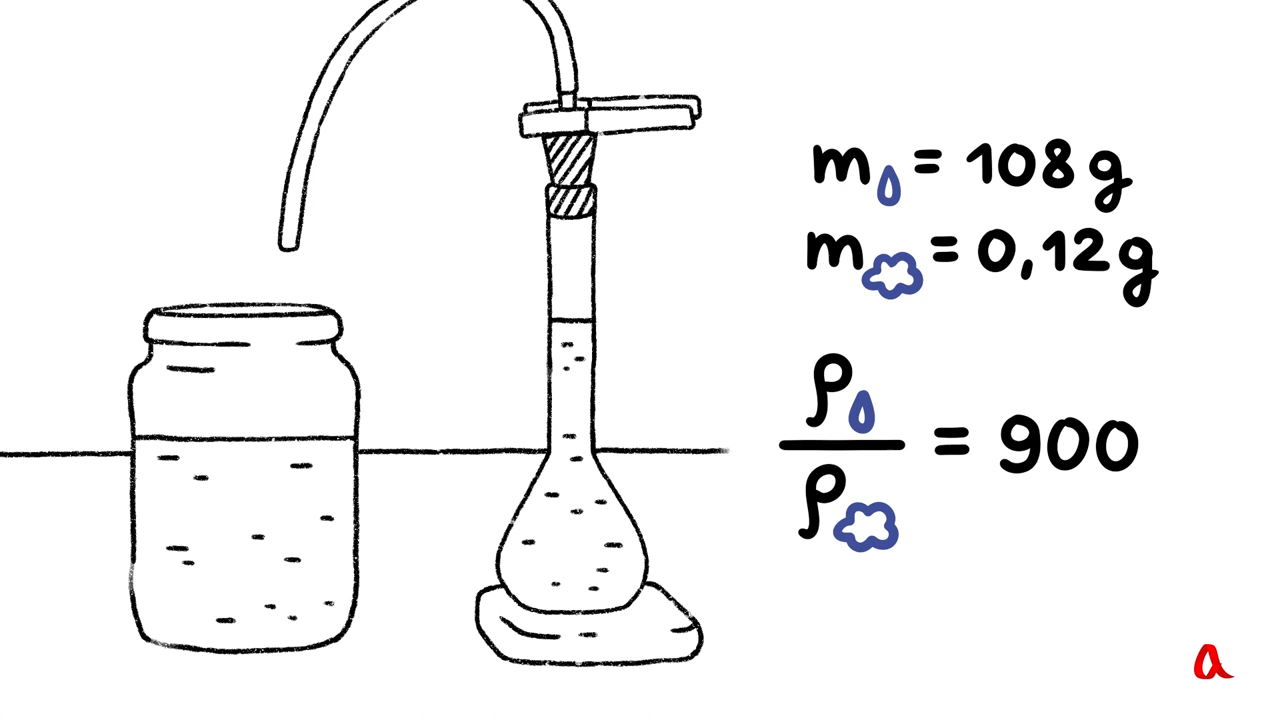 m💧 = 108 g
m☁ = 0,12 g
ρ💧 / ρ☁ = 900
a